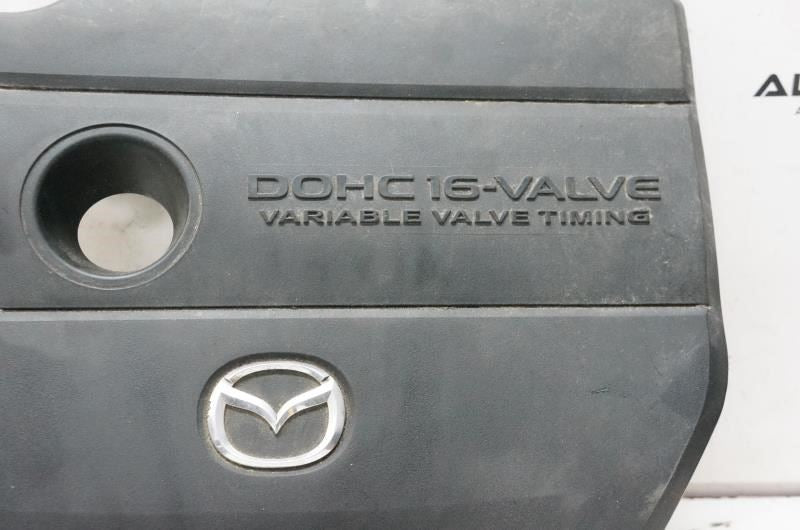 DOHC 16-VALVE
VARIABLE VALVE TIMING